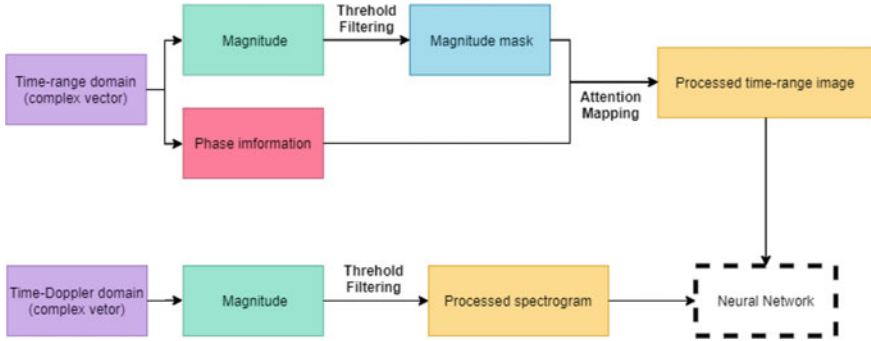 Threhold
Filtering
Magnitude
Magnitude mask
Time-range domain
(complex vector)
Processed time-range image
Attention
Mapping
Phase imformation
Threhold
Filtering
Time-Doppler domain
(complex vetor)
Magnitude
Processed spectrogram
Neural Network